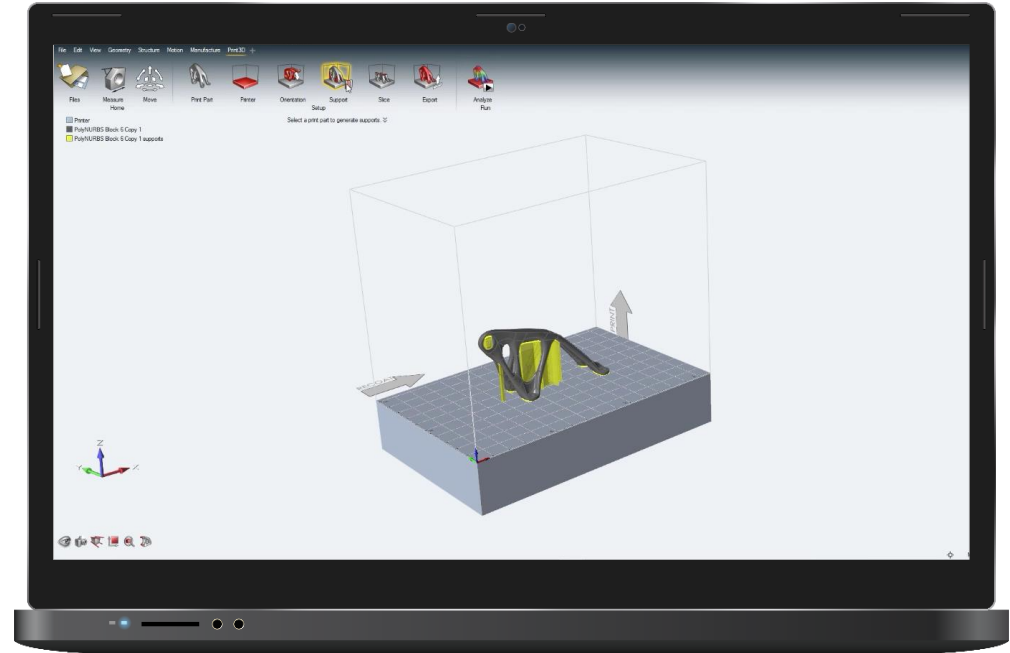 File Edit View Geometry Structure Motion Manufacture Print3D +
Files Measure Move Print Part Printer Orientation Support Slice Export Analyze
Home Setup Run
Printer
PolyNURBS Block 6 Copy 1
PolyNURBS Block 6 Copy 1 supports
Select a print part to generate supports.
PRINT
RECOAT
Z
Y X